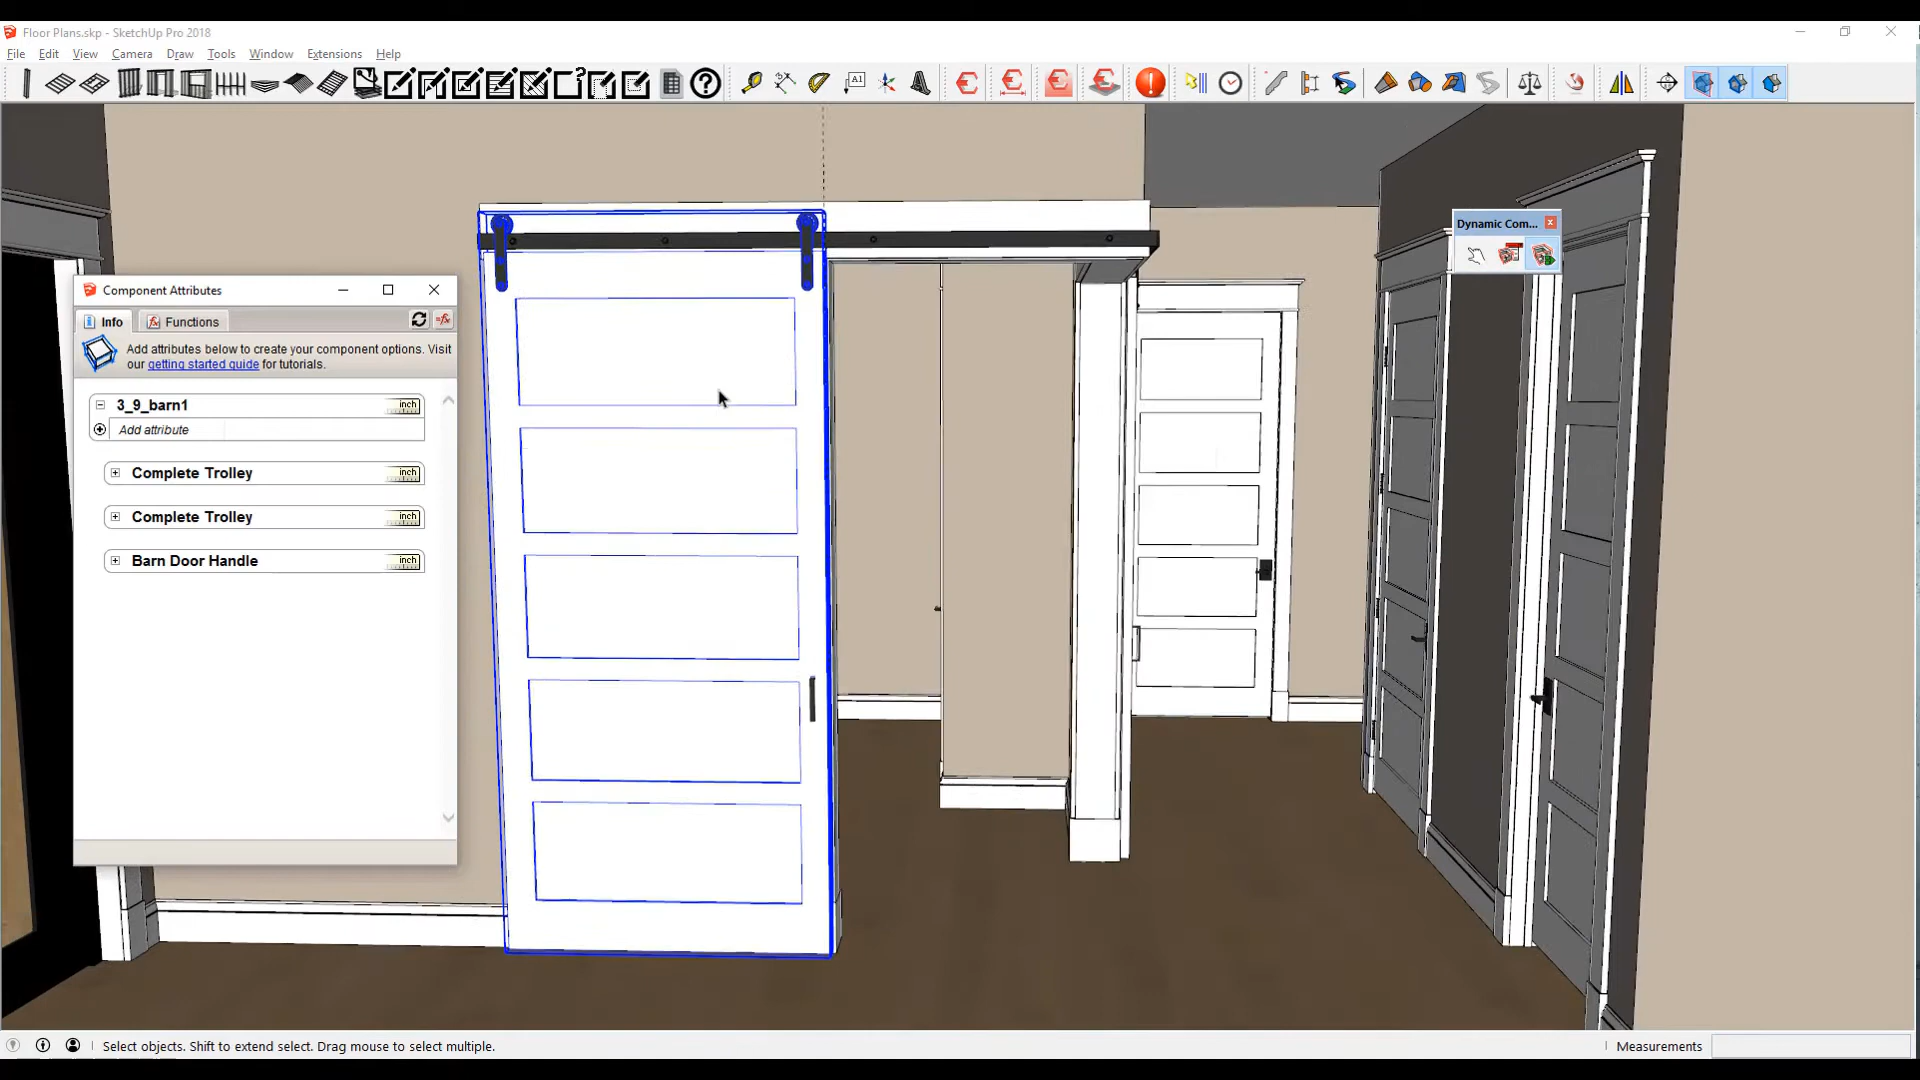 Floor Plans.skp - SketchUp Pro 2018
File Edit View Camera Draw Tools Window Extensions Help
A1
Dynamic Com...
Component Attributes
Info Functions
Add attributes below to create your component options. Visit
our getting started guide for tutorials.
3_9_barn1 inch
Add attribute
Complete Trolley inch
Complete Trolley inch
Barn Door Handle inch
Select objects. Shift to extend select. Drag mouse to select multiple.
Measurements